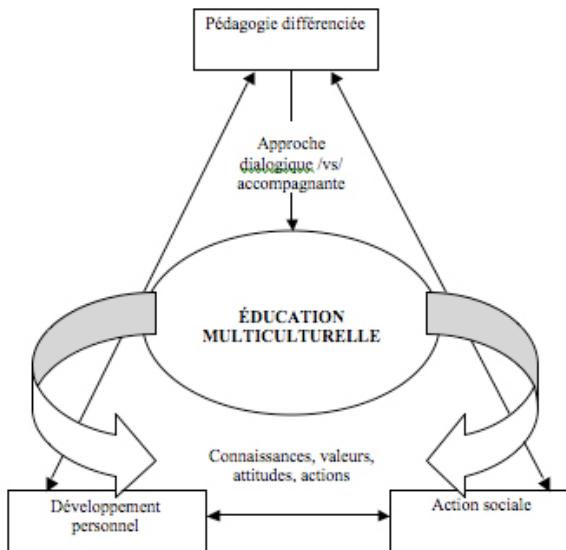 Pédagogie différenciée
Approche
dialogique /vs/
accompagnante
ÉDUCATION
MULTICULTURELLE
Connaissances, valeurs,
attitudes, actions
Développement
personnel
Action sociale